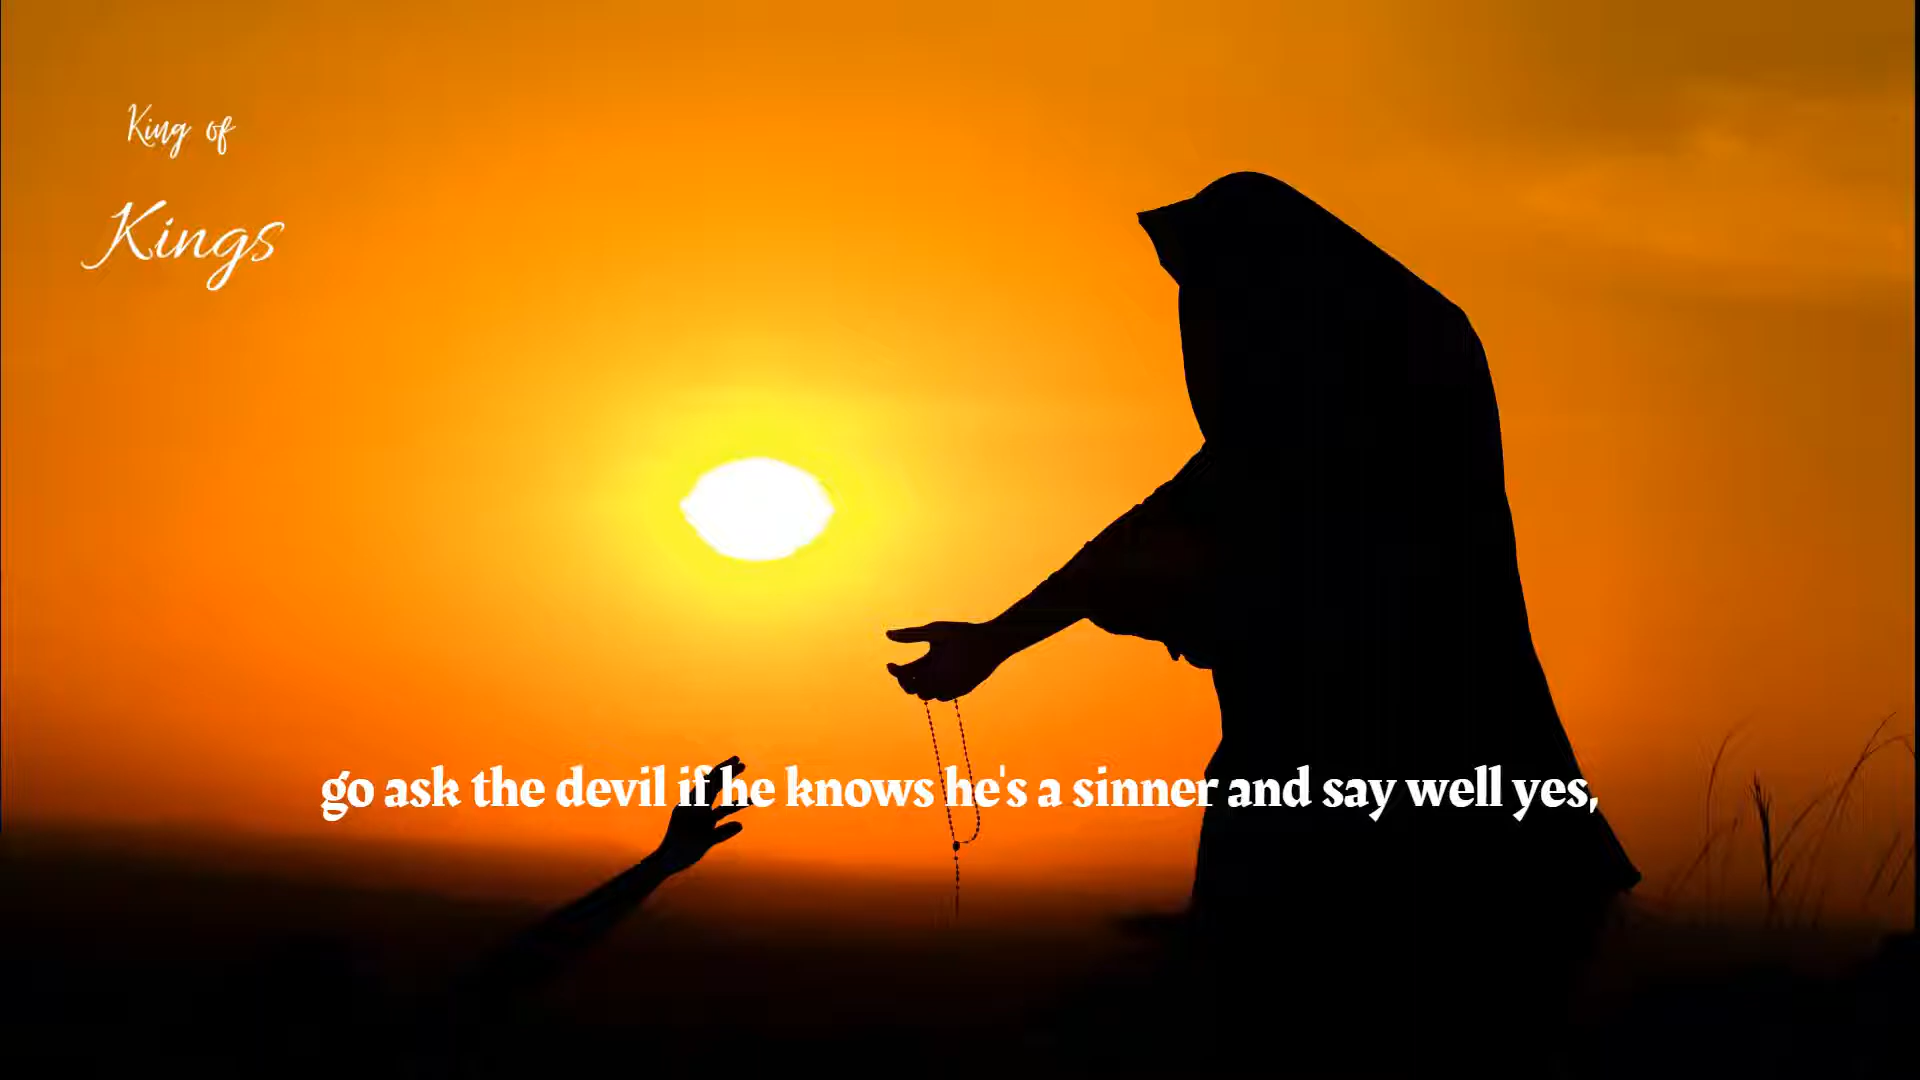 King of
Kings
go ask the devil if he knows he's a sinner and say well yes,